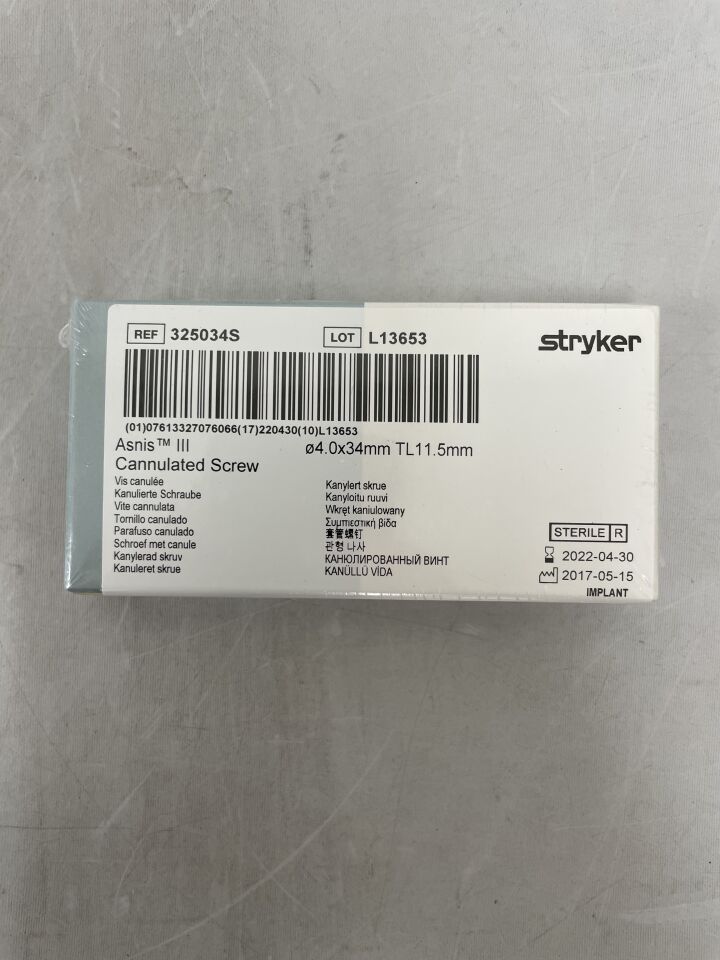 REF 325034S
LOT L13653
stryker
(01)07613327076066(17)220430(10)L13653
Asnis™ III
ø4.0x34mm TL11.5mm
Cannulated Screw
Vis canulée
Kanulierte Schraube
Vite cannulata
Tornillo canulado
Parafuso canulado
Schroef met canule
Kanylerad skruv
Kanuleret skrue
Kanylert skrue
Kanyloitu ruuvi
Wkręt kaniulowany
Συμπιεστική βίδα
套管螺钉
관형 나사
КАНЮЛИРОВАННЫЙ ВИНТ
KANÜLLÜ VİDA
STERILE R
2022-04-30
2017-05-15
IMPLANT